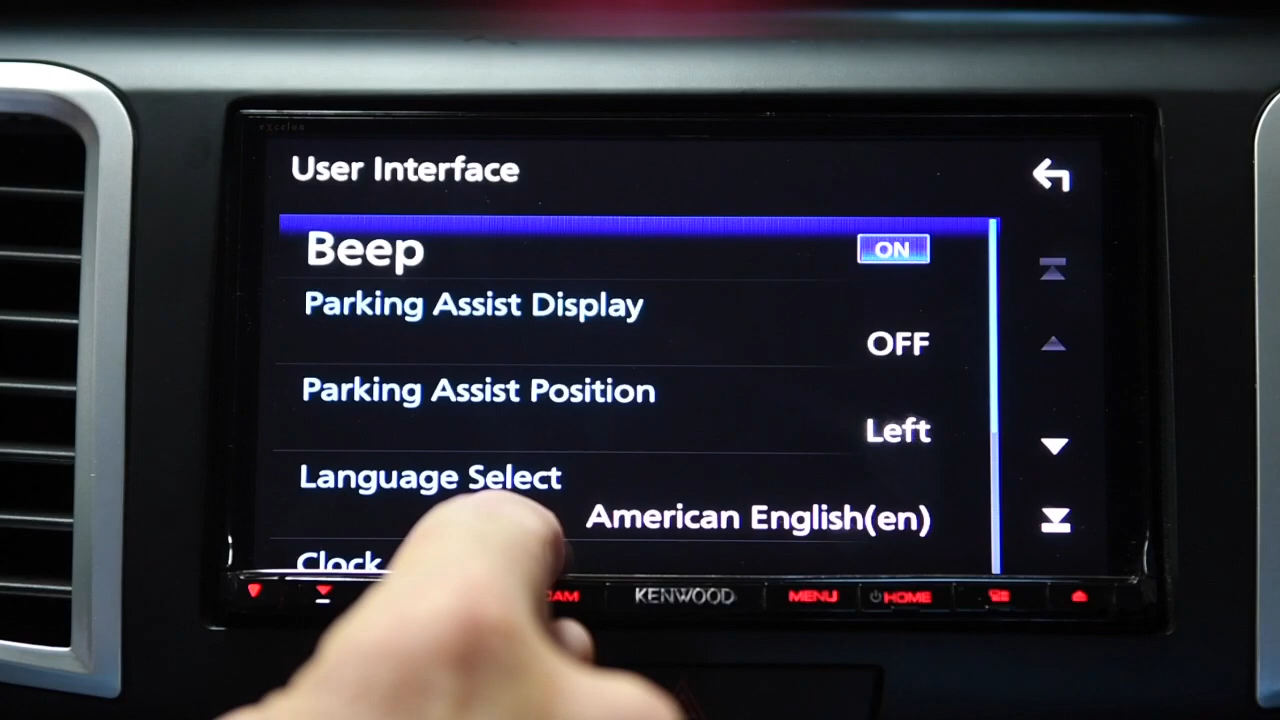 excelon
User Interface
Beep
ON
Parking Assist Display
OFF
Parking Assist Position
Left
Language Select
American English(en)
Clock
KENWOOD
MENU
HOME